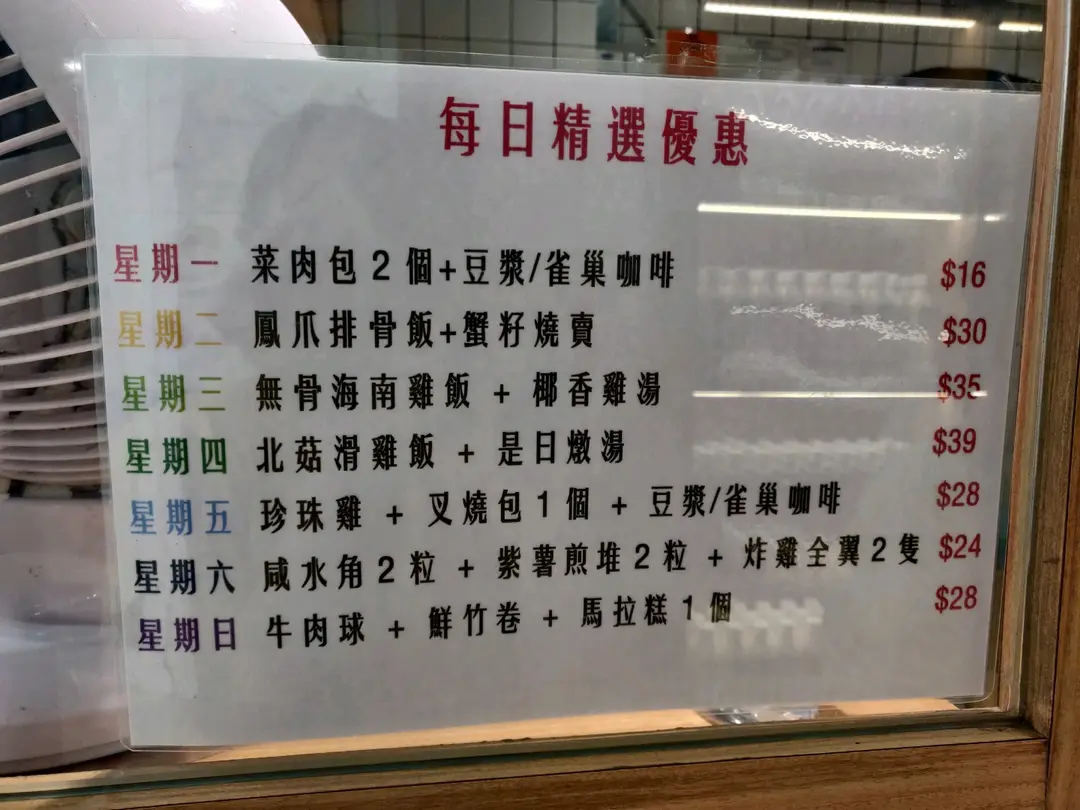 每日精選優惠
星期一 菜肉包2個+豆漿/雀巢咖啡 $16
星期二 鳳爪排骨飯+蟹籽燒賣 $30
星期三 無骨海南雞飯 + 椰香雞湯 $35
星期四 北菇滑雞飯 + 是日燉湯 $39
星期五 珍珠雞 + 叉燒包1個 + 豆漿/雀巢咖啡 $28
星期六 咸水角2粒 + 紫薯煎堆2粒 + 炸雞全翼2隻 $24
星期日 牛肉球 + 鮮竹卷 + 馬拉糕1個 $28